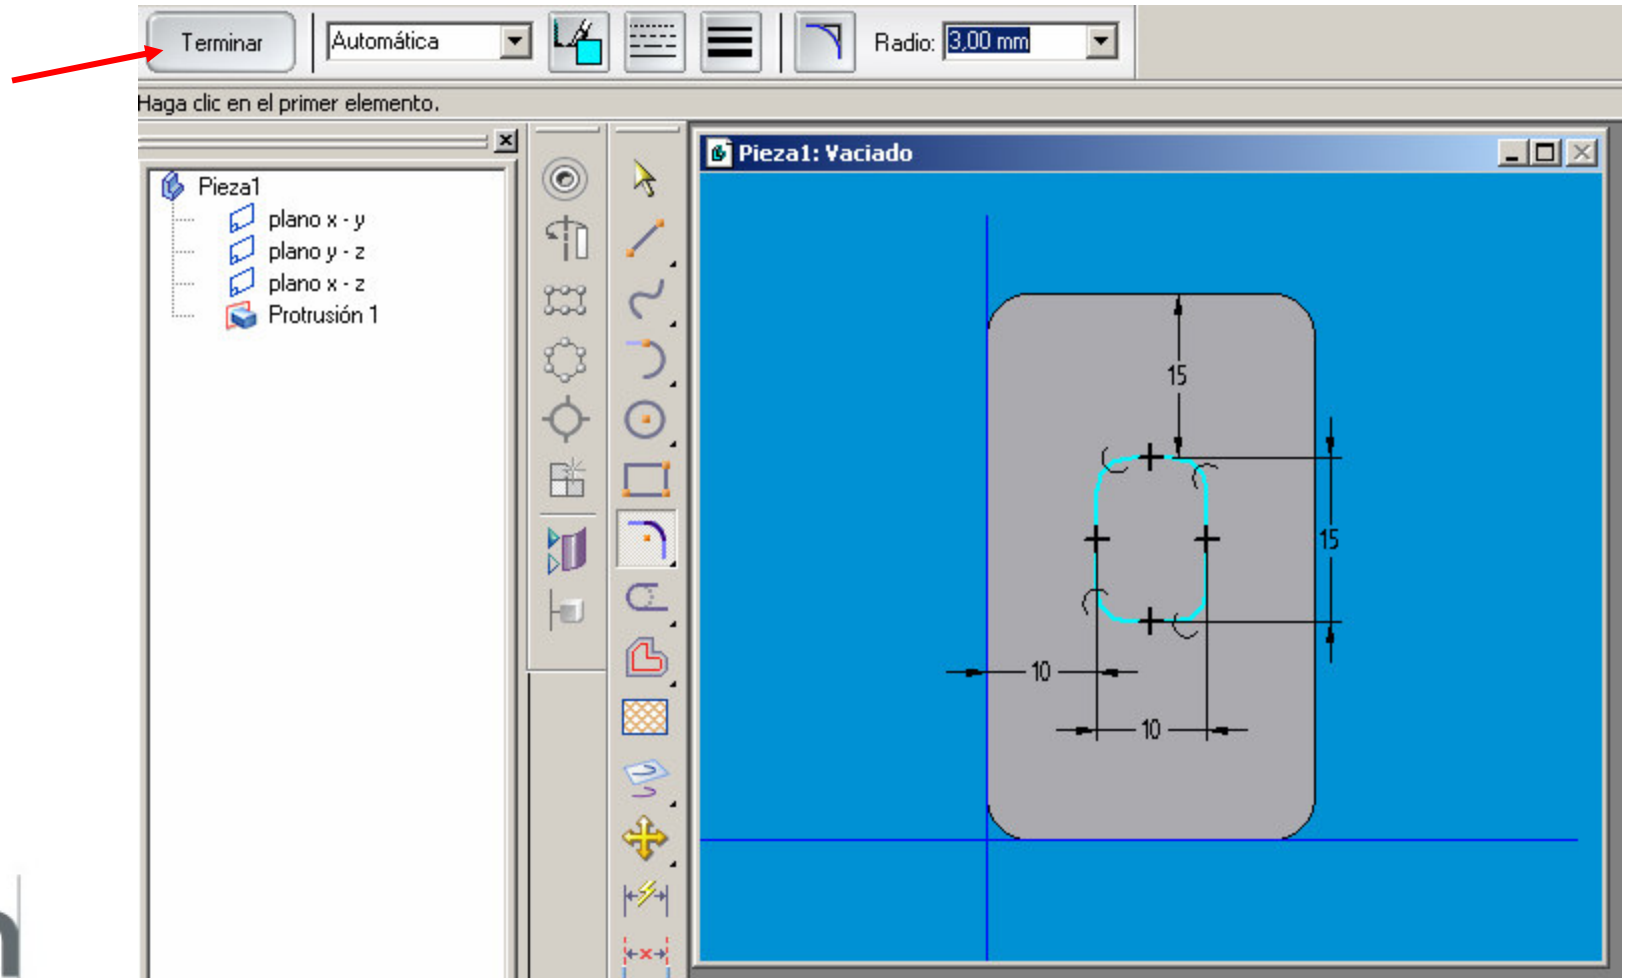 Terminar
Automática
Radio: 3,00 mm
Haga clic en el primer elemento.
Pieza1: Vaciado
Pieza1
plano x - y
plano y - z
plano x - z
Protrusión 1
15
15
10
10